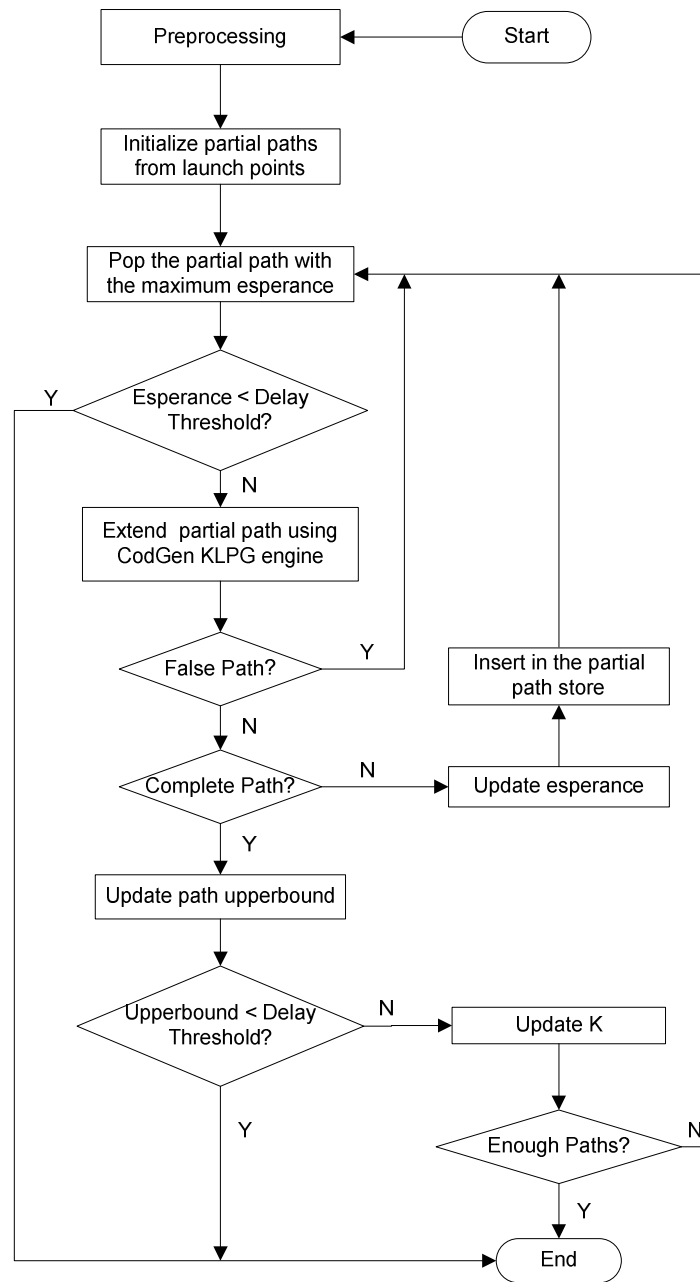 Preprocessing
Start
Initialize partial paths
from launch points
Pop the partial path with
the maximum esperance
Y
Esperance < Delay
Threshold?
N
Extend partial path using
CodGen KLPG engine
False Path?
Y
Insert in the partial
path store
N
Complete Path?
N
Update esperance
Y
Update path upperbound
Upperbound < Delay
Threshold?
N
Update K
Y
Enough Paths?
N
Y
End